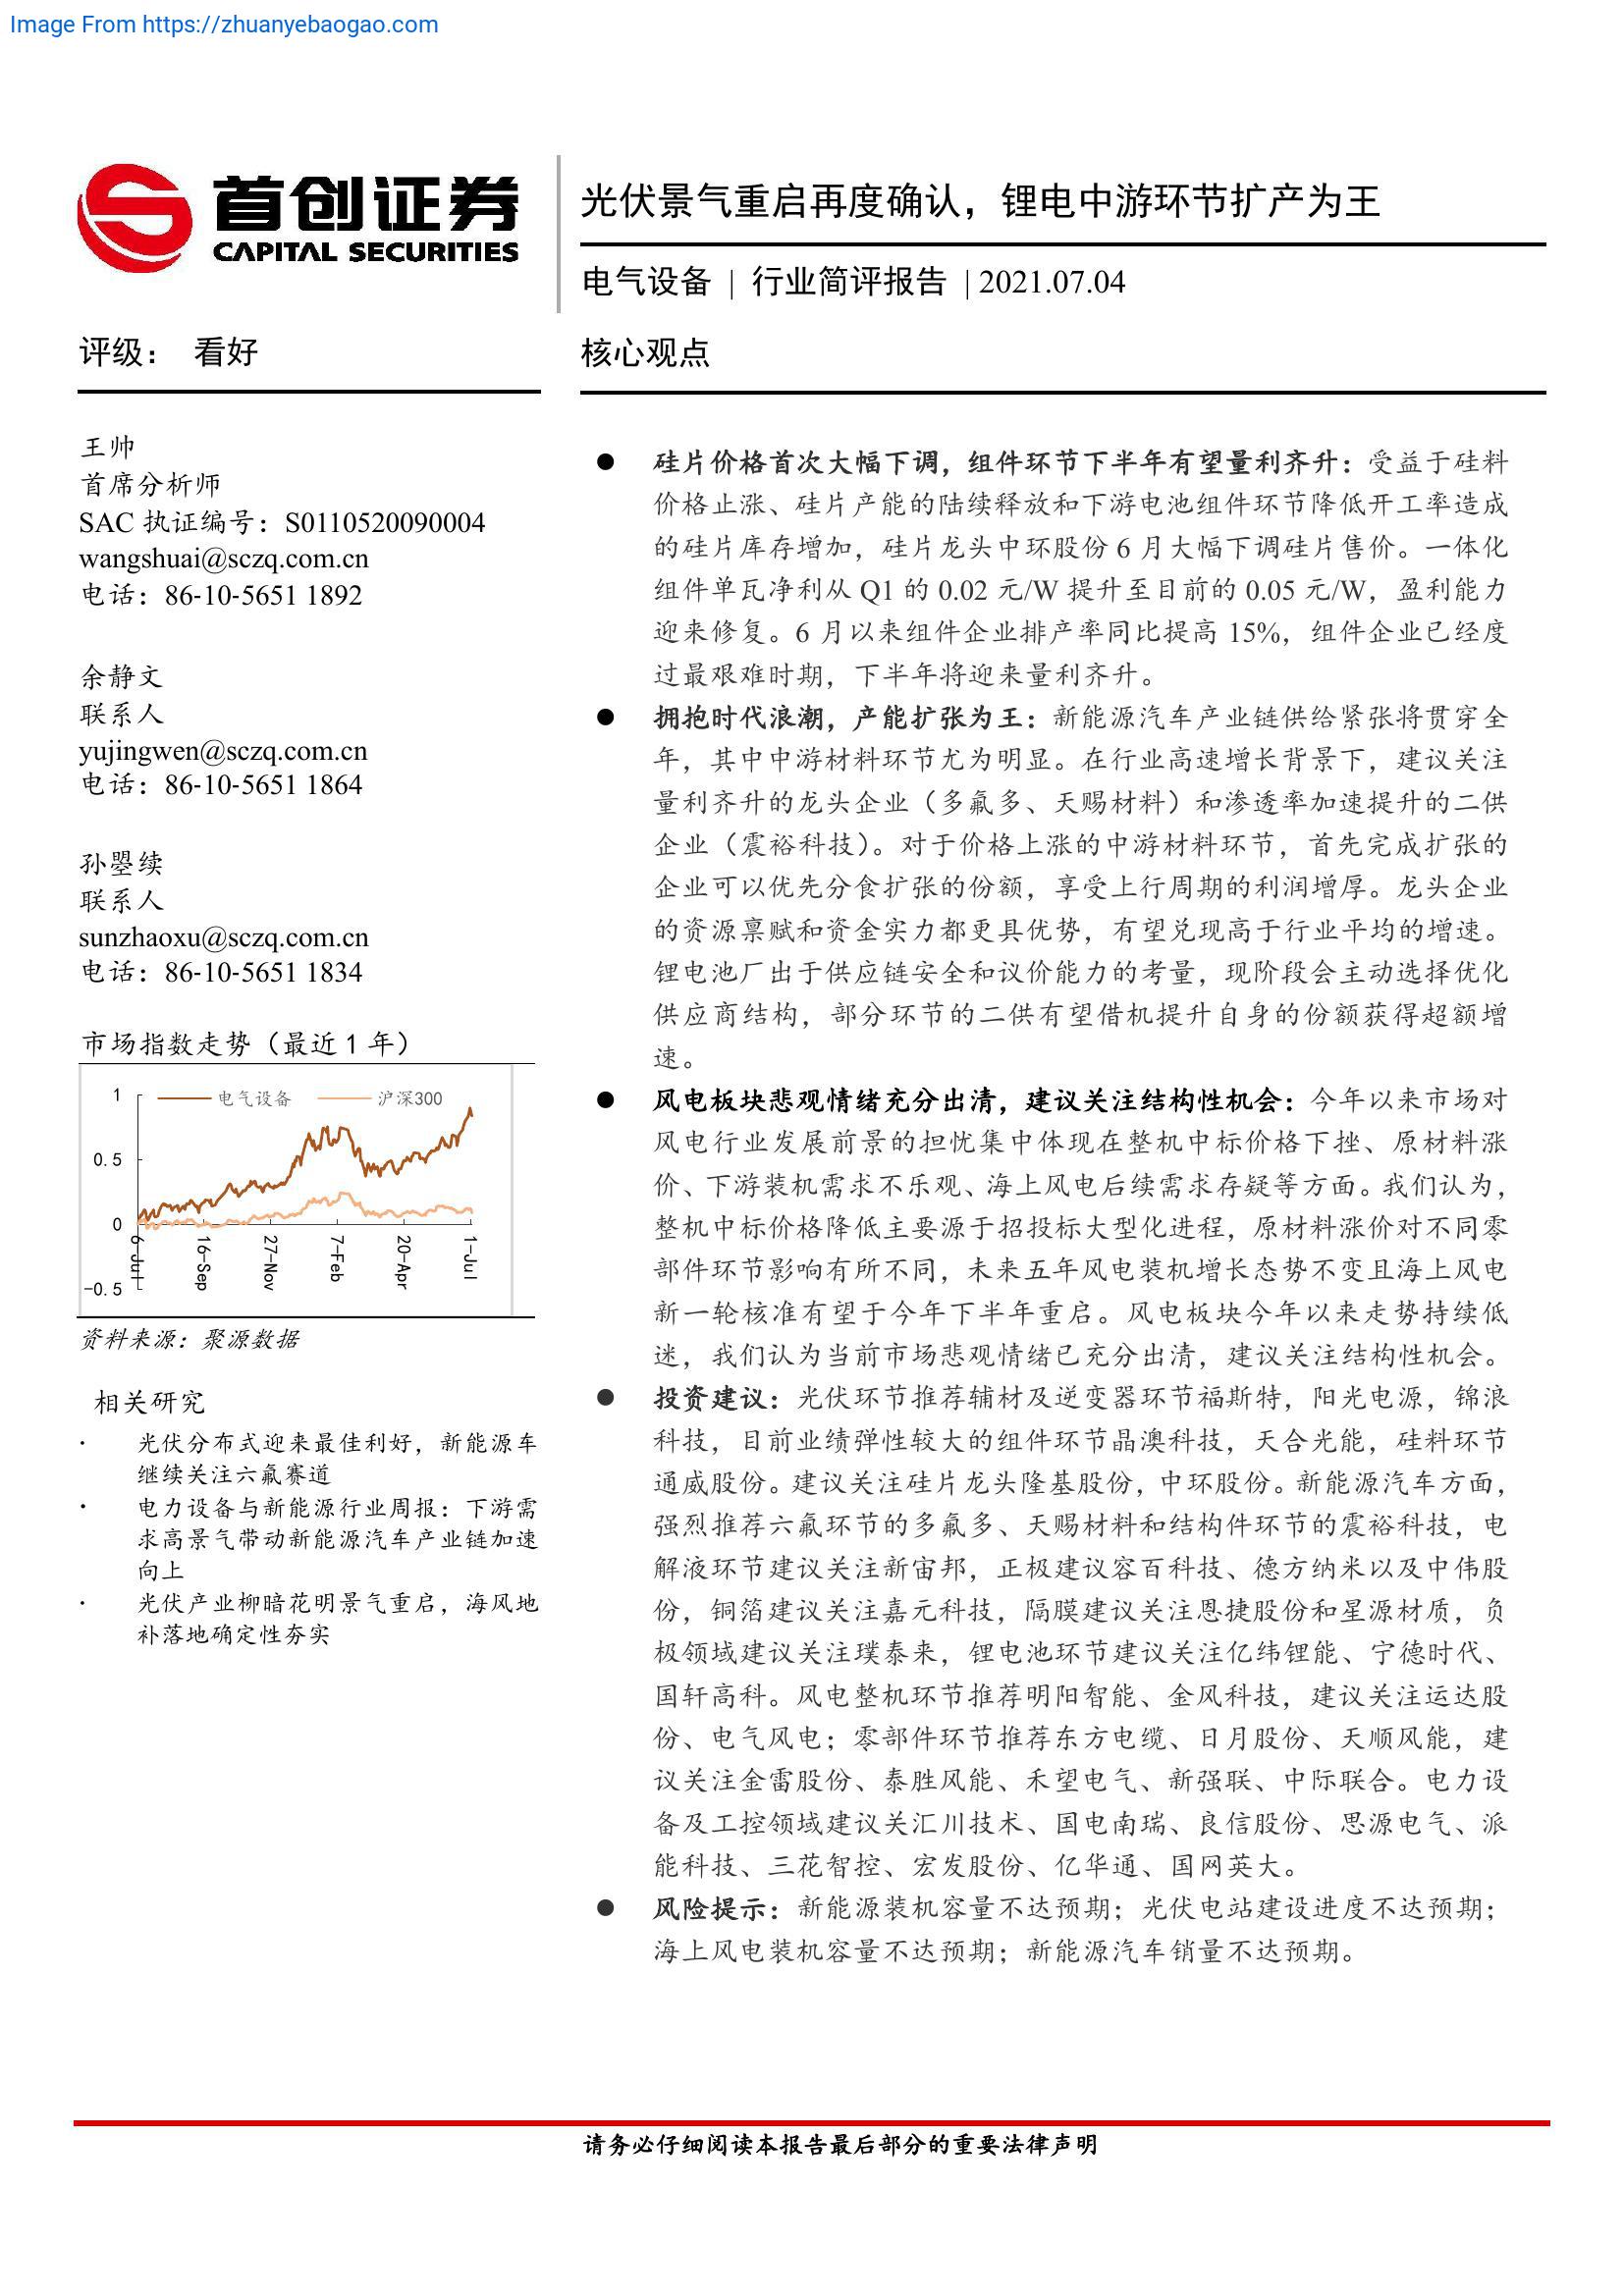 Image From https://zhuanyebaogao.com
首创证券
CAPITAL SECURITIES
光伏景气重启再度确认，锂电中游环节扩产为王
电气设备 | 行业简评报告 | 2021.07.04
评级： 看好
王帅
首席分析师
SAC 执证编号：S0110520090004
wangshuai@sczq.com.cn
电话：86-10-5651 1892
余静文
联系人
yujingwen@sczq.com.cn
电话：86-10-5651 1864
孙曌续
联系人
sunzhaoxu@sczq.com.cn
电话：86-10-5651 1834
市场指数走势（最近 1 年）
电气设备 沪深300
1
0.5
0
-0.5
6-Jul
16-Sep
27-Nov
7-Feb
20-Apr
1-Jul
资料来源：聚源数据
相关研究
· 光伏分布式迎来最佳利好，新能源车
继续关注六氟赛道
· 电力设备与新能源行业周报：下游需
求高景气带动新能源汽车产业链加速
向上
· 光伏产业柳暗花明景气重启，海风地
补落地确定性夯实
核心观点
● 硅片价格首次大幅下调，组件环节下半年有望量利齐升：受益于硅料
价格止涨、硅片产能的陆续释放和下游电池组件环节降低开工率造成
的硅片库存增加，硅片龙头中环股份 6 月大幅下调硅片售价。一体化
组件单瓦净利从 Q1 的 0.02 元/W 提升至目前的 0.05 元/W，盈利能力
迎来修复。6 月以来组件企业排产率同比提高 15%，组件企业已经度
过最艰难时期，下半年将迎来量利齐升。
● 拥抱时代浪潮，产能扩张为王：新能源汽车产业链供给紧张将贯穿全
年，其中中游材料环节尤为明显。在行业高速增长背景下，建议关注
量利齐升的龙头企业（多氟多、天赐材料）和渗透率加速提升的二供
企业（震裕科技）。对于价格上涨的中游材料环节，首先完成扩张的
企业可以优先分食扩张的份额，享受上行周期的利润增厚。龙头企业
的资源禀赋和资金实力都更具优势，有望兑现高于行业平均的增速。
锂电池厂出于供应链安全和议价能力的考量，现阶段会主动选择优化
供应商结构，部分环节的二供有望借机提升自身的份额获得超额增
速。
● 风电板块悲观情绪充分出清，建议关注结构性机会：今年以来市场对
风电行业发展前景的担忧集中体现在整机中标价格下挫、原材料涨
价、下游装机需求不乐观、海上风电后续需求存疑等方面。我们认为，
整机中标价格降低主要源于招投标大型化进程，原材料涨价对不同零
部件环节影响有所不同，未来五年风电装机增长态势不变且海上风电
新一轮核准有望于今年下半年重启。风电板块今年以来走势持续低
迷，我们认为当前市场悲观情绪已充分出清，建议关注结构性机会。
● 投资建议：光伏环节推荐辅材及逆变器环节福斯特，阳光电源，锦浪
科技，目前业绩弹性较大的组件环节晶澳科技，天合光能，硅料环节
通威股份。建议关注硅片龙头隆基股份，中环股份。新能源汽车方面，
强烈推荐六氟环节的多氟多、天赐材料和结构件环节的震裕科技，电
解液环节建议关注新宙邦，正极建议容百科技、德方纳米以及中伟股
份，铜箔建议关注嘉元科技，隔膜建议关注恩捷股份和星源材质，负
极领域建议关注璞泰来，锂电池环节建议关注亿纬锂能、宁德时代、
国轩高科。风电整机环节推荐明阳智能、金风科技，建议关注运达股
份、电气风电；零部件环节推荐东方电缆、日月股份、天顺风能，建
议关注金雷股份、泰胜风能、禾望电气、新强联、中际联合。电力设
备及工控领域建议关汇川技术、国电南瑞、良信股份、思源电气、派
能科技、三花智控、宏发股份、亿华通、国网英大。
● 风险提示：新能源装机容量不达预期；光伏电站建设进度不达预期；
海上风电装机容量不达预期；新能源汽车销量不达预期。
请务必仔细阅读本报告最后部分的重要法律声明